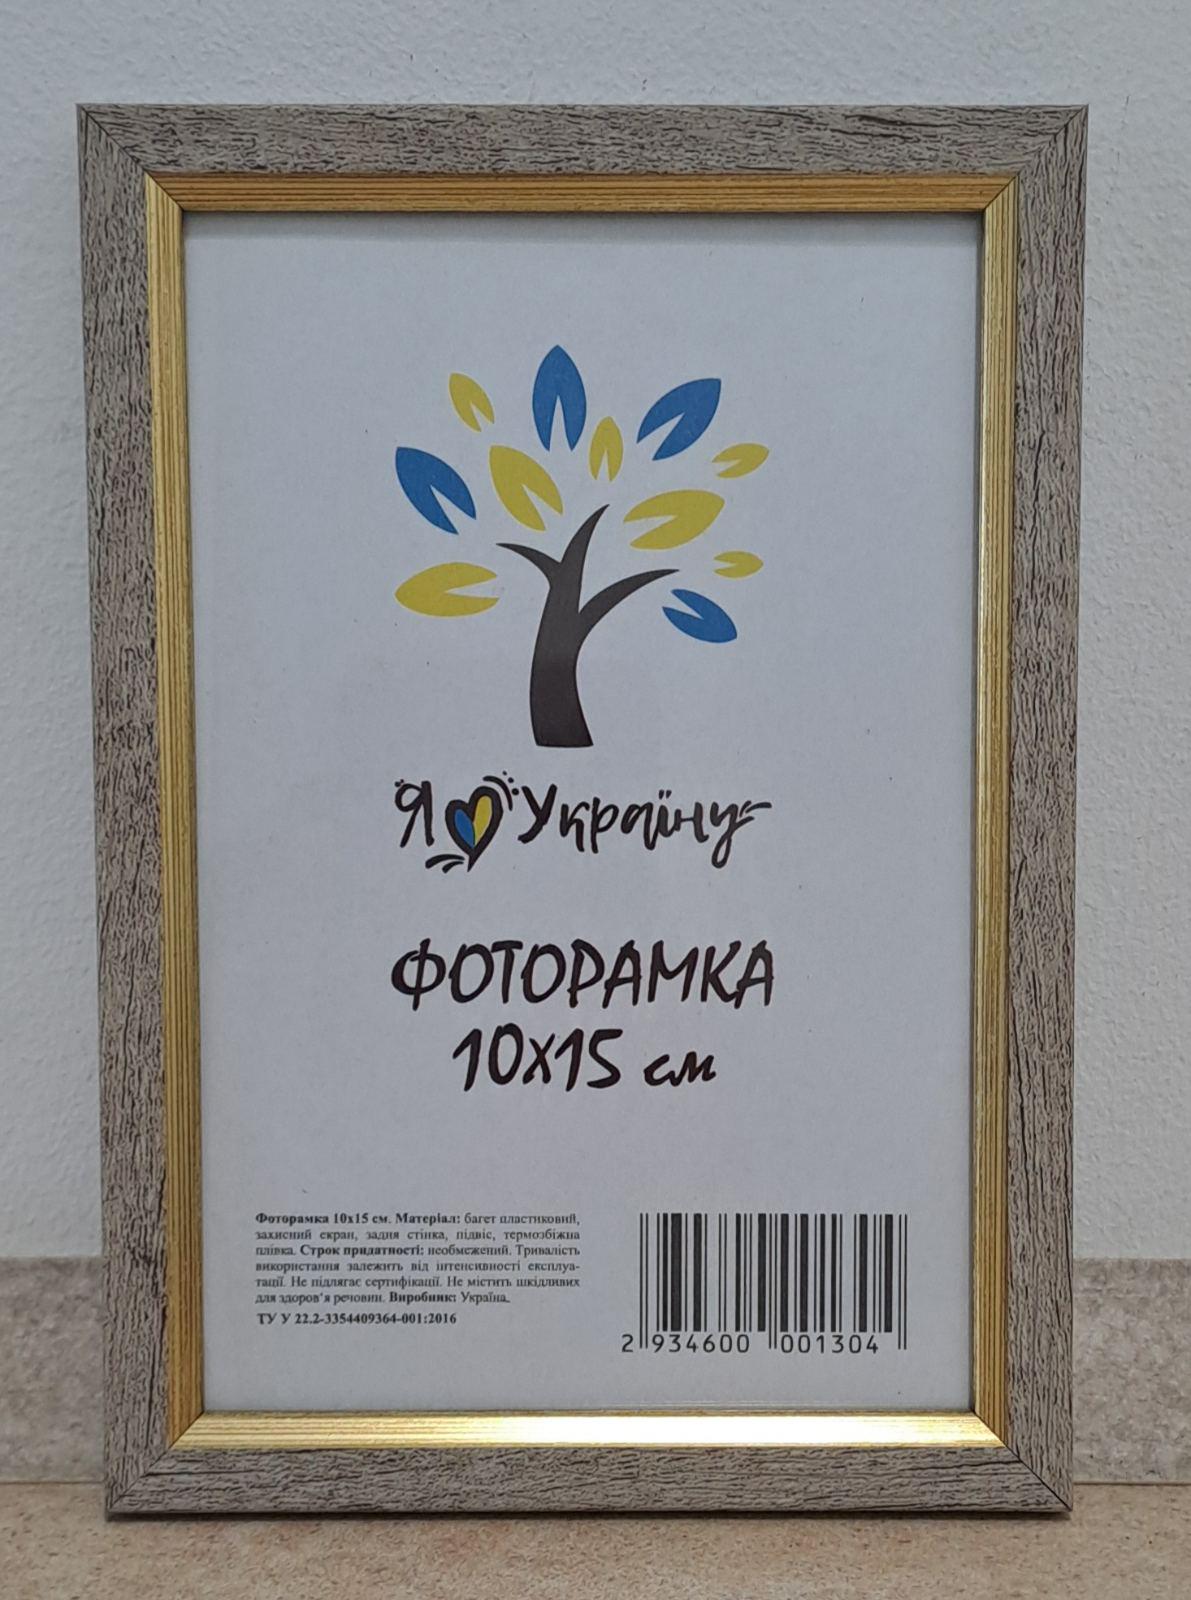 Я Україну
ФОТОРАМКА
10х15 см
Фоторамка 10х15 см. Матеріал: багет пластиковий,
захисний екран, задня стінка, підвіс, термозбіжна
плівка. Строк придатності: необмежений. Тривалість
використання залежить від інтенсивності експлуа-
тації. Не підлягає сертифікації. Не містить шкідливих
для здоров'я речовин. Виробник: Україна.
ТУ У 22.2-3354409364-001:2016
2 934600 001304